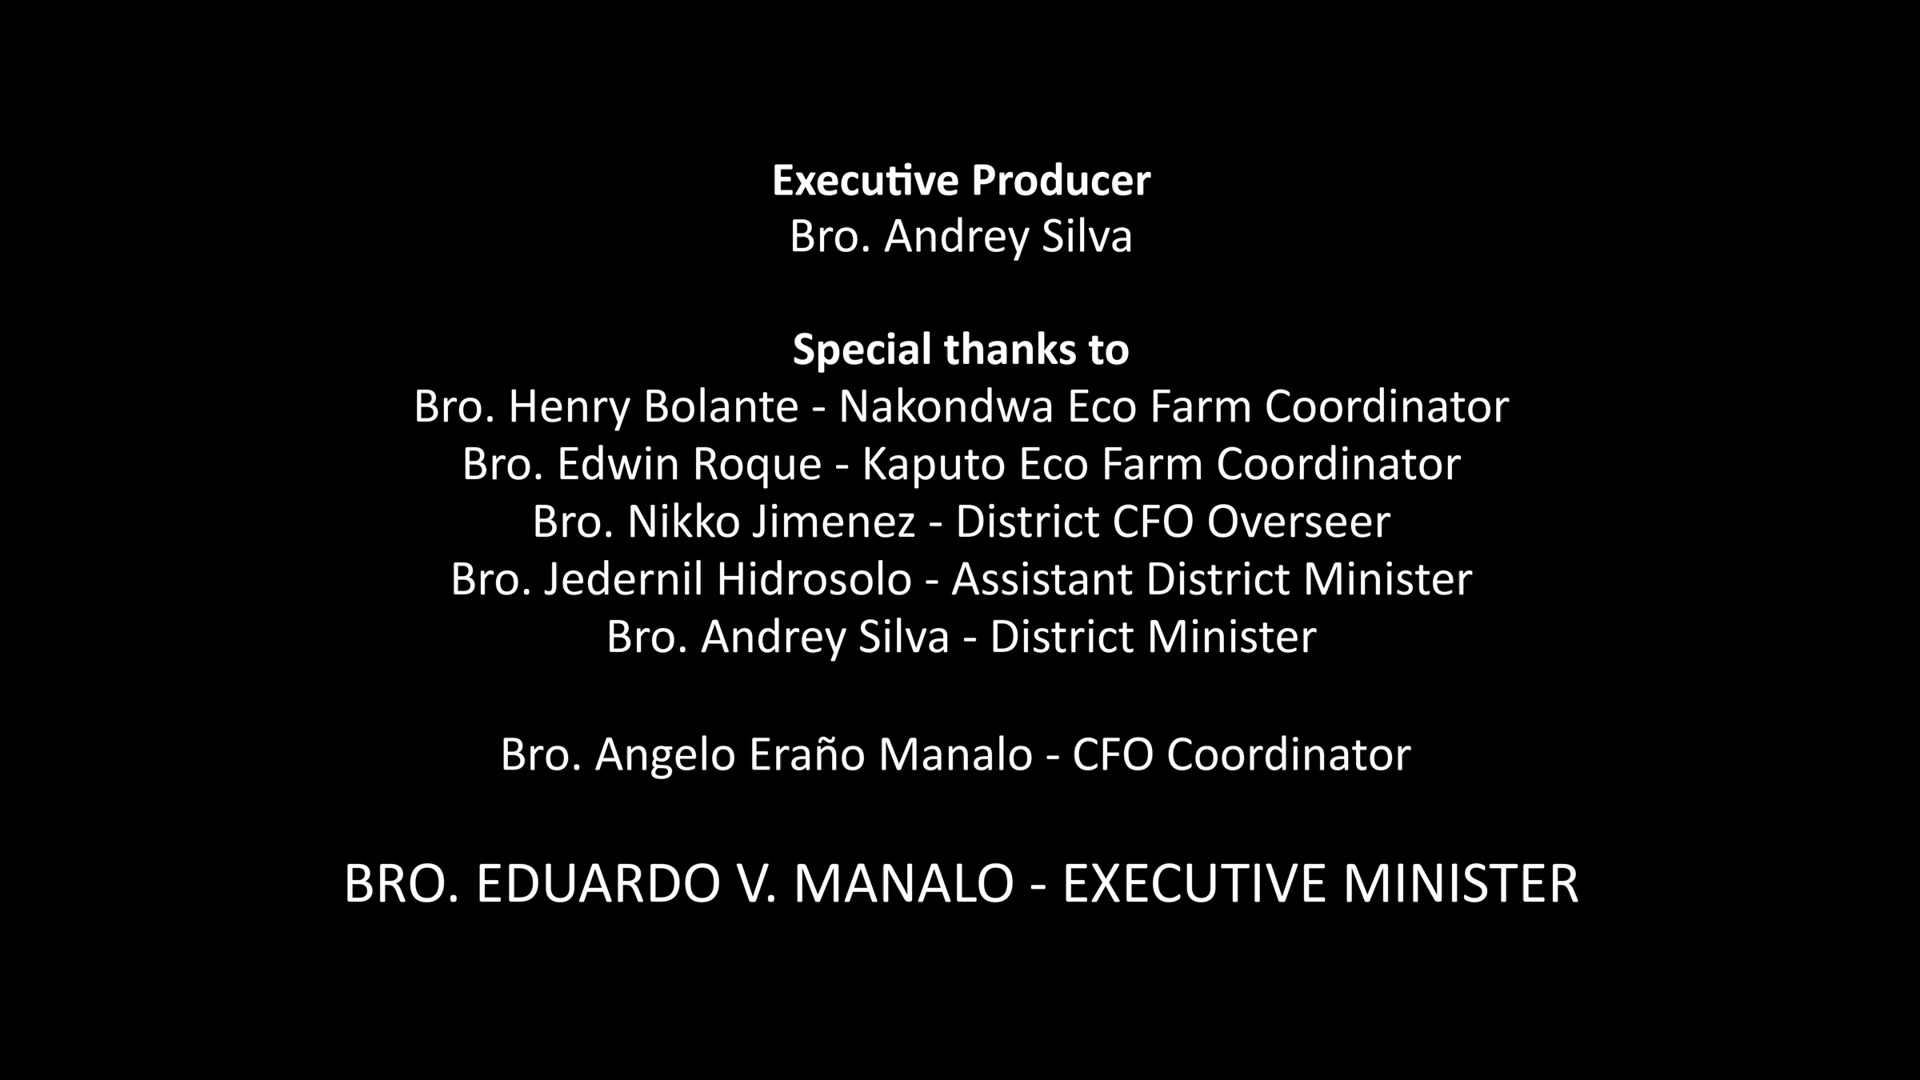 Executive Producer
Bro. Andrey Silva
Special thanks to
Bro. Henry Bolante - Nakondwa Eco Farm Coordinator
Bro. Edwin Roque - Kaputo Eco Farm Coordinator
Bro. Nikko Jimenez - District CFO Overseer
Bro. Jedernil Hidrosolo - Assistant District Minister
Bro. Andrey Silva - District Minister
Bro. Angelo Eraño Manalo - CFO Coordinator
BRO. EDUARDO V. MANALO - EXECUTIVE MINISTER